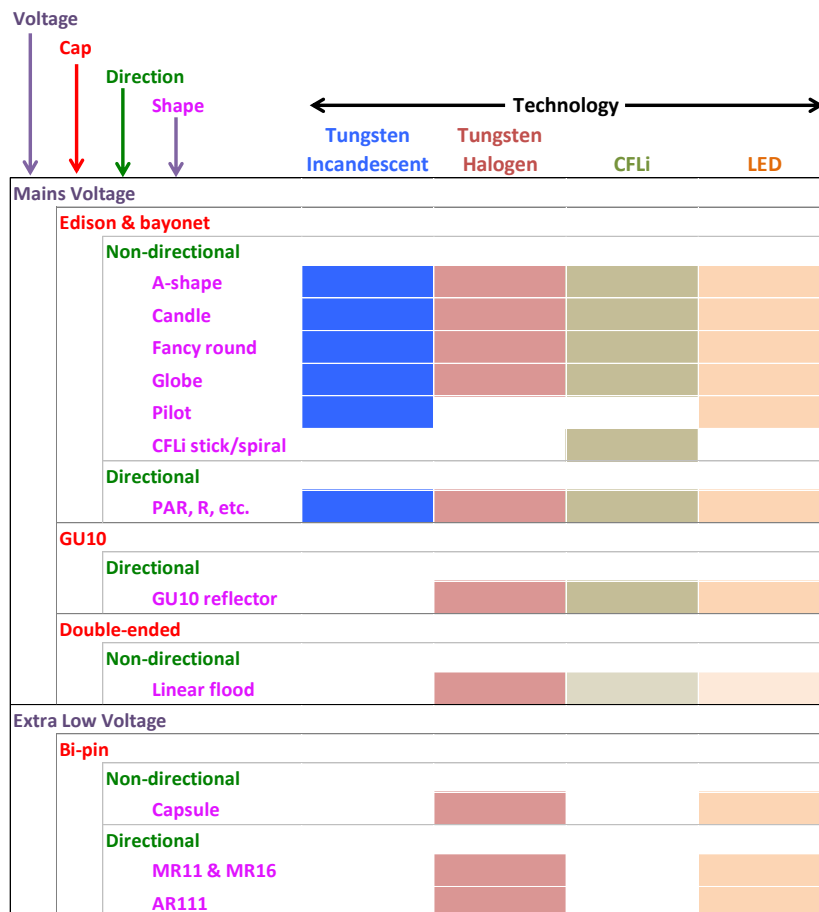 Voltage
Cap
Direction
Shape
Technology
Tungsten Incandescent
Tungsten Halogen
CFLi
LED
Mains Voltage
Edison & bayonet
Non-directional
A-shape
Candle
Fancy round
Globe
Pilot
CFLi stick/spiral
Directional
PAR, R, etc.
GU10
Directional
GU10 reflector
Double-ended
Non-directional
Linear flood
Extra Low Voltage
Bi-pin
Non-directional
Capsule
Directional
MR11 & MR16
AR111